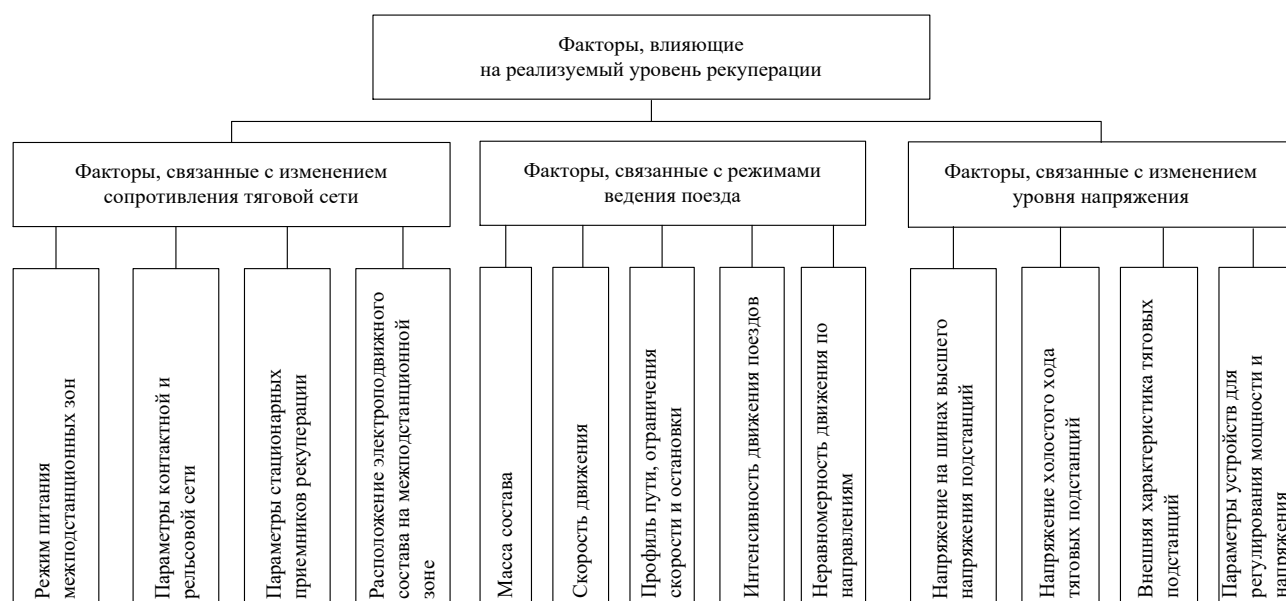 Факторы, влияющие
на реализуемый уровень рекуперации
Факторы, связанные с изменением
сопротивления тяговой сети
Факторы, связанные с режимами
ведения поезда
Факторы, связанные с изменением
уровня напряжения
Режим питания
межподстанционных зон
Параметры контактной и
рельсовой сети
Параметры стационарных
приемников рекуперации
Расположение электроподвижного
состава на межподстанционной
зоне
Масса состава
Скорость движения
Профиль пути, ограничения
скорости и остановки
Интенсивность движения поездов
Неравномерность движения по
направлениям
Напряжение на шинах высшего
напряжения подстанций
Напряжение холостого хода
тяговых подстанций
Внешняя характеристика тяговых
подстанций
Параметры устройств для
регулирования мощности и
напряжения